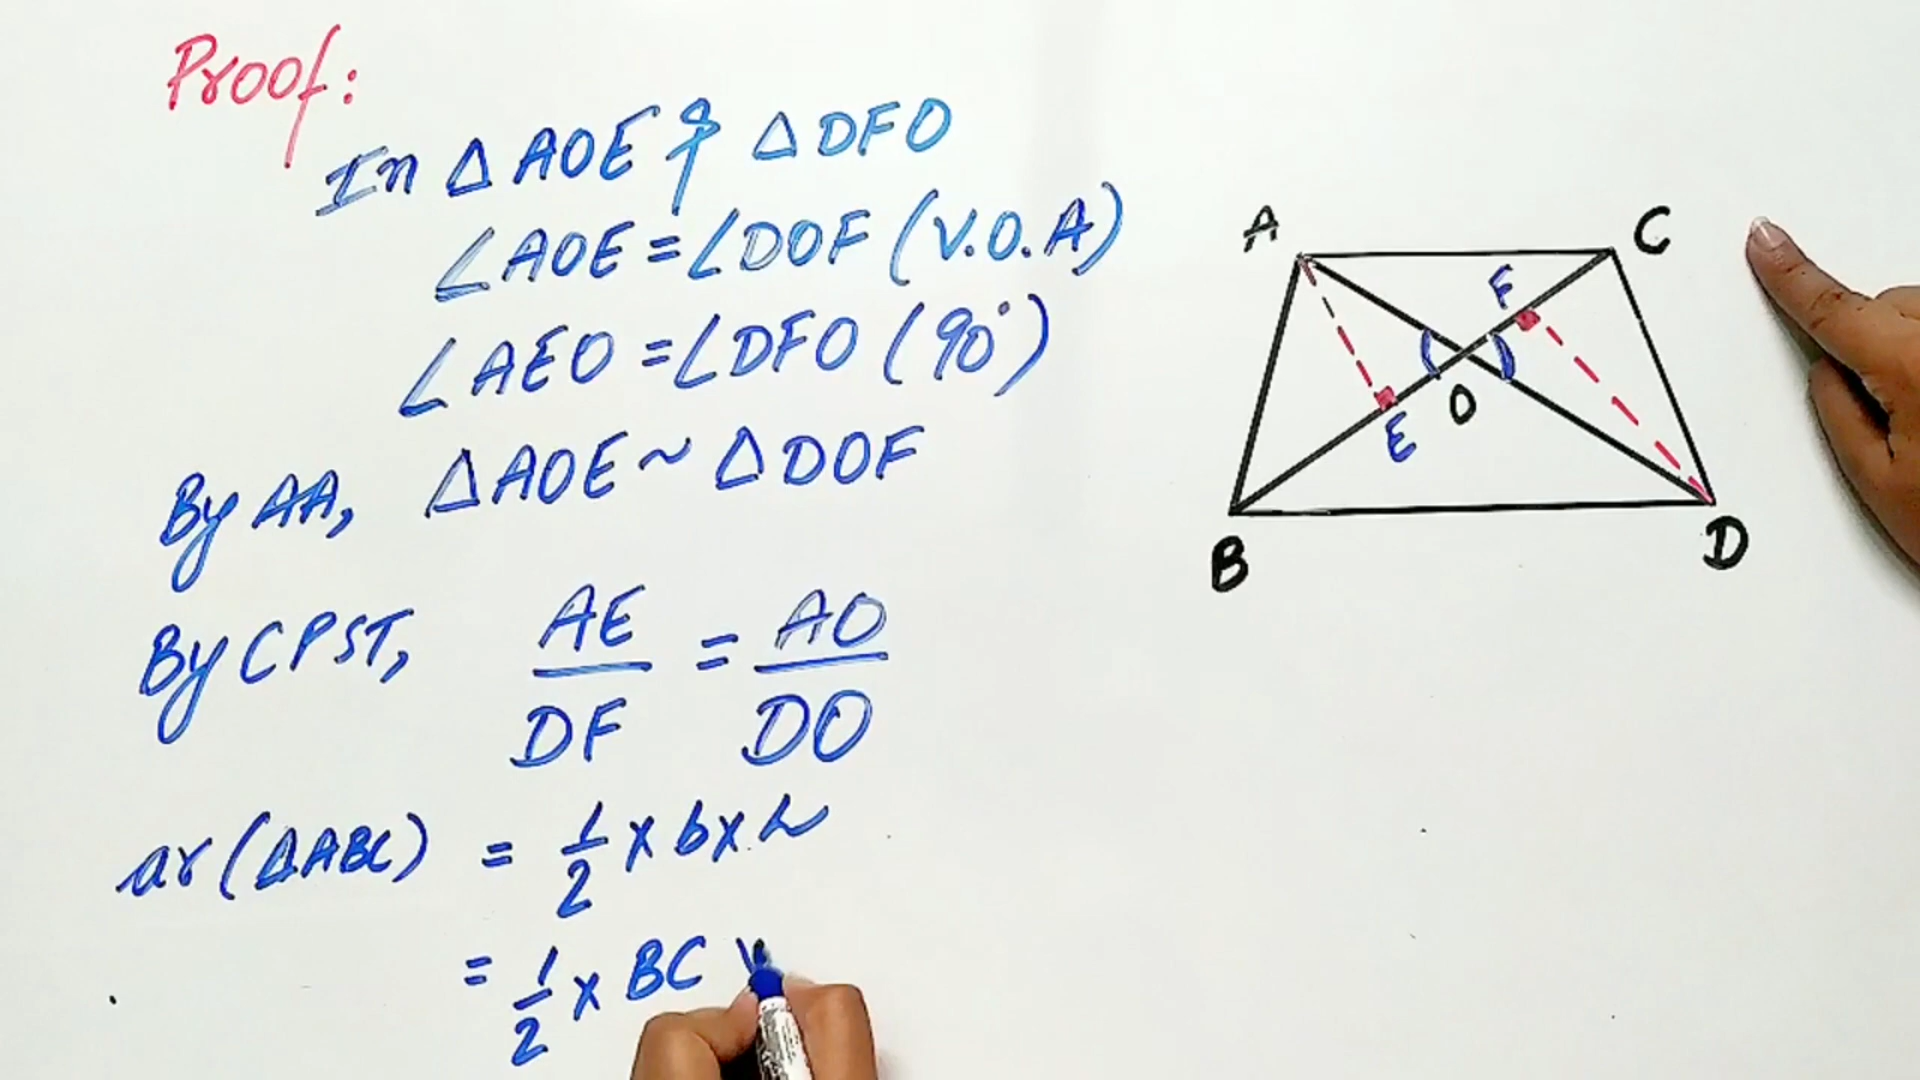 Proof:
In △AOE & △DFO
∠AOE = ∠DOF (V.O.A)
∠AEO = ∠DFO (90°)
By AA, △AOE ~ △DOF
By CPST, AE/DF = AO/DO
ar(△ABC) = 1/2 × b × h
= 1/2 × BC
A
C
F
O
E
B
D